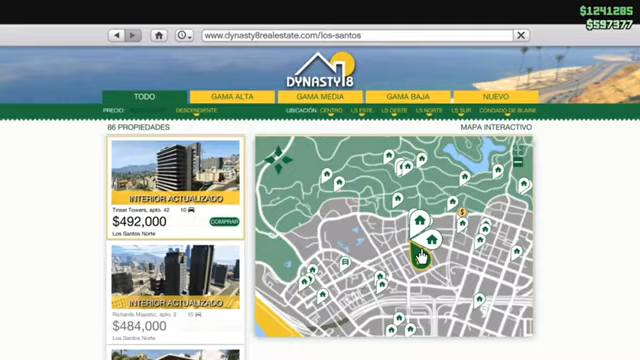 $1241285
$597377
www.dynasty8realestate.com/los-santos
DYNASTY8
TODO
GAMA ALTA
GAMA MEDIA
GAMA BAJA
NUEVO
PRECIO:
DESCENDIENTE
UBICACIÓN:
CENTRO
LS ESTE
LS OESTE
LS NORTE
LS SUR
CONDADO DE BLAINE
86 PROPIEDADES
MAPA INTERACTIVO
INTERIOR ACTUALIZADO
Tinsel Towers, apto. 42
10
$492,000
COMPRAR
Los Santos Norte
INTERIOR ACTUALIZADO
Richards Majestic, apto. 2
10
$484,000
Los Santos Norte